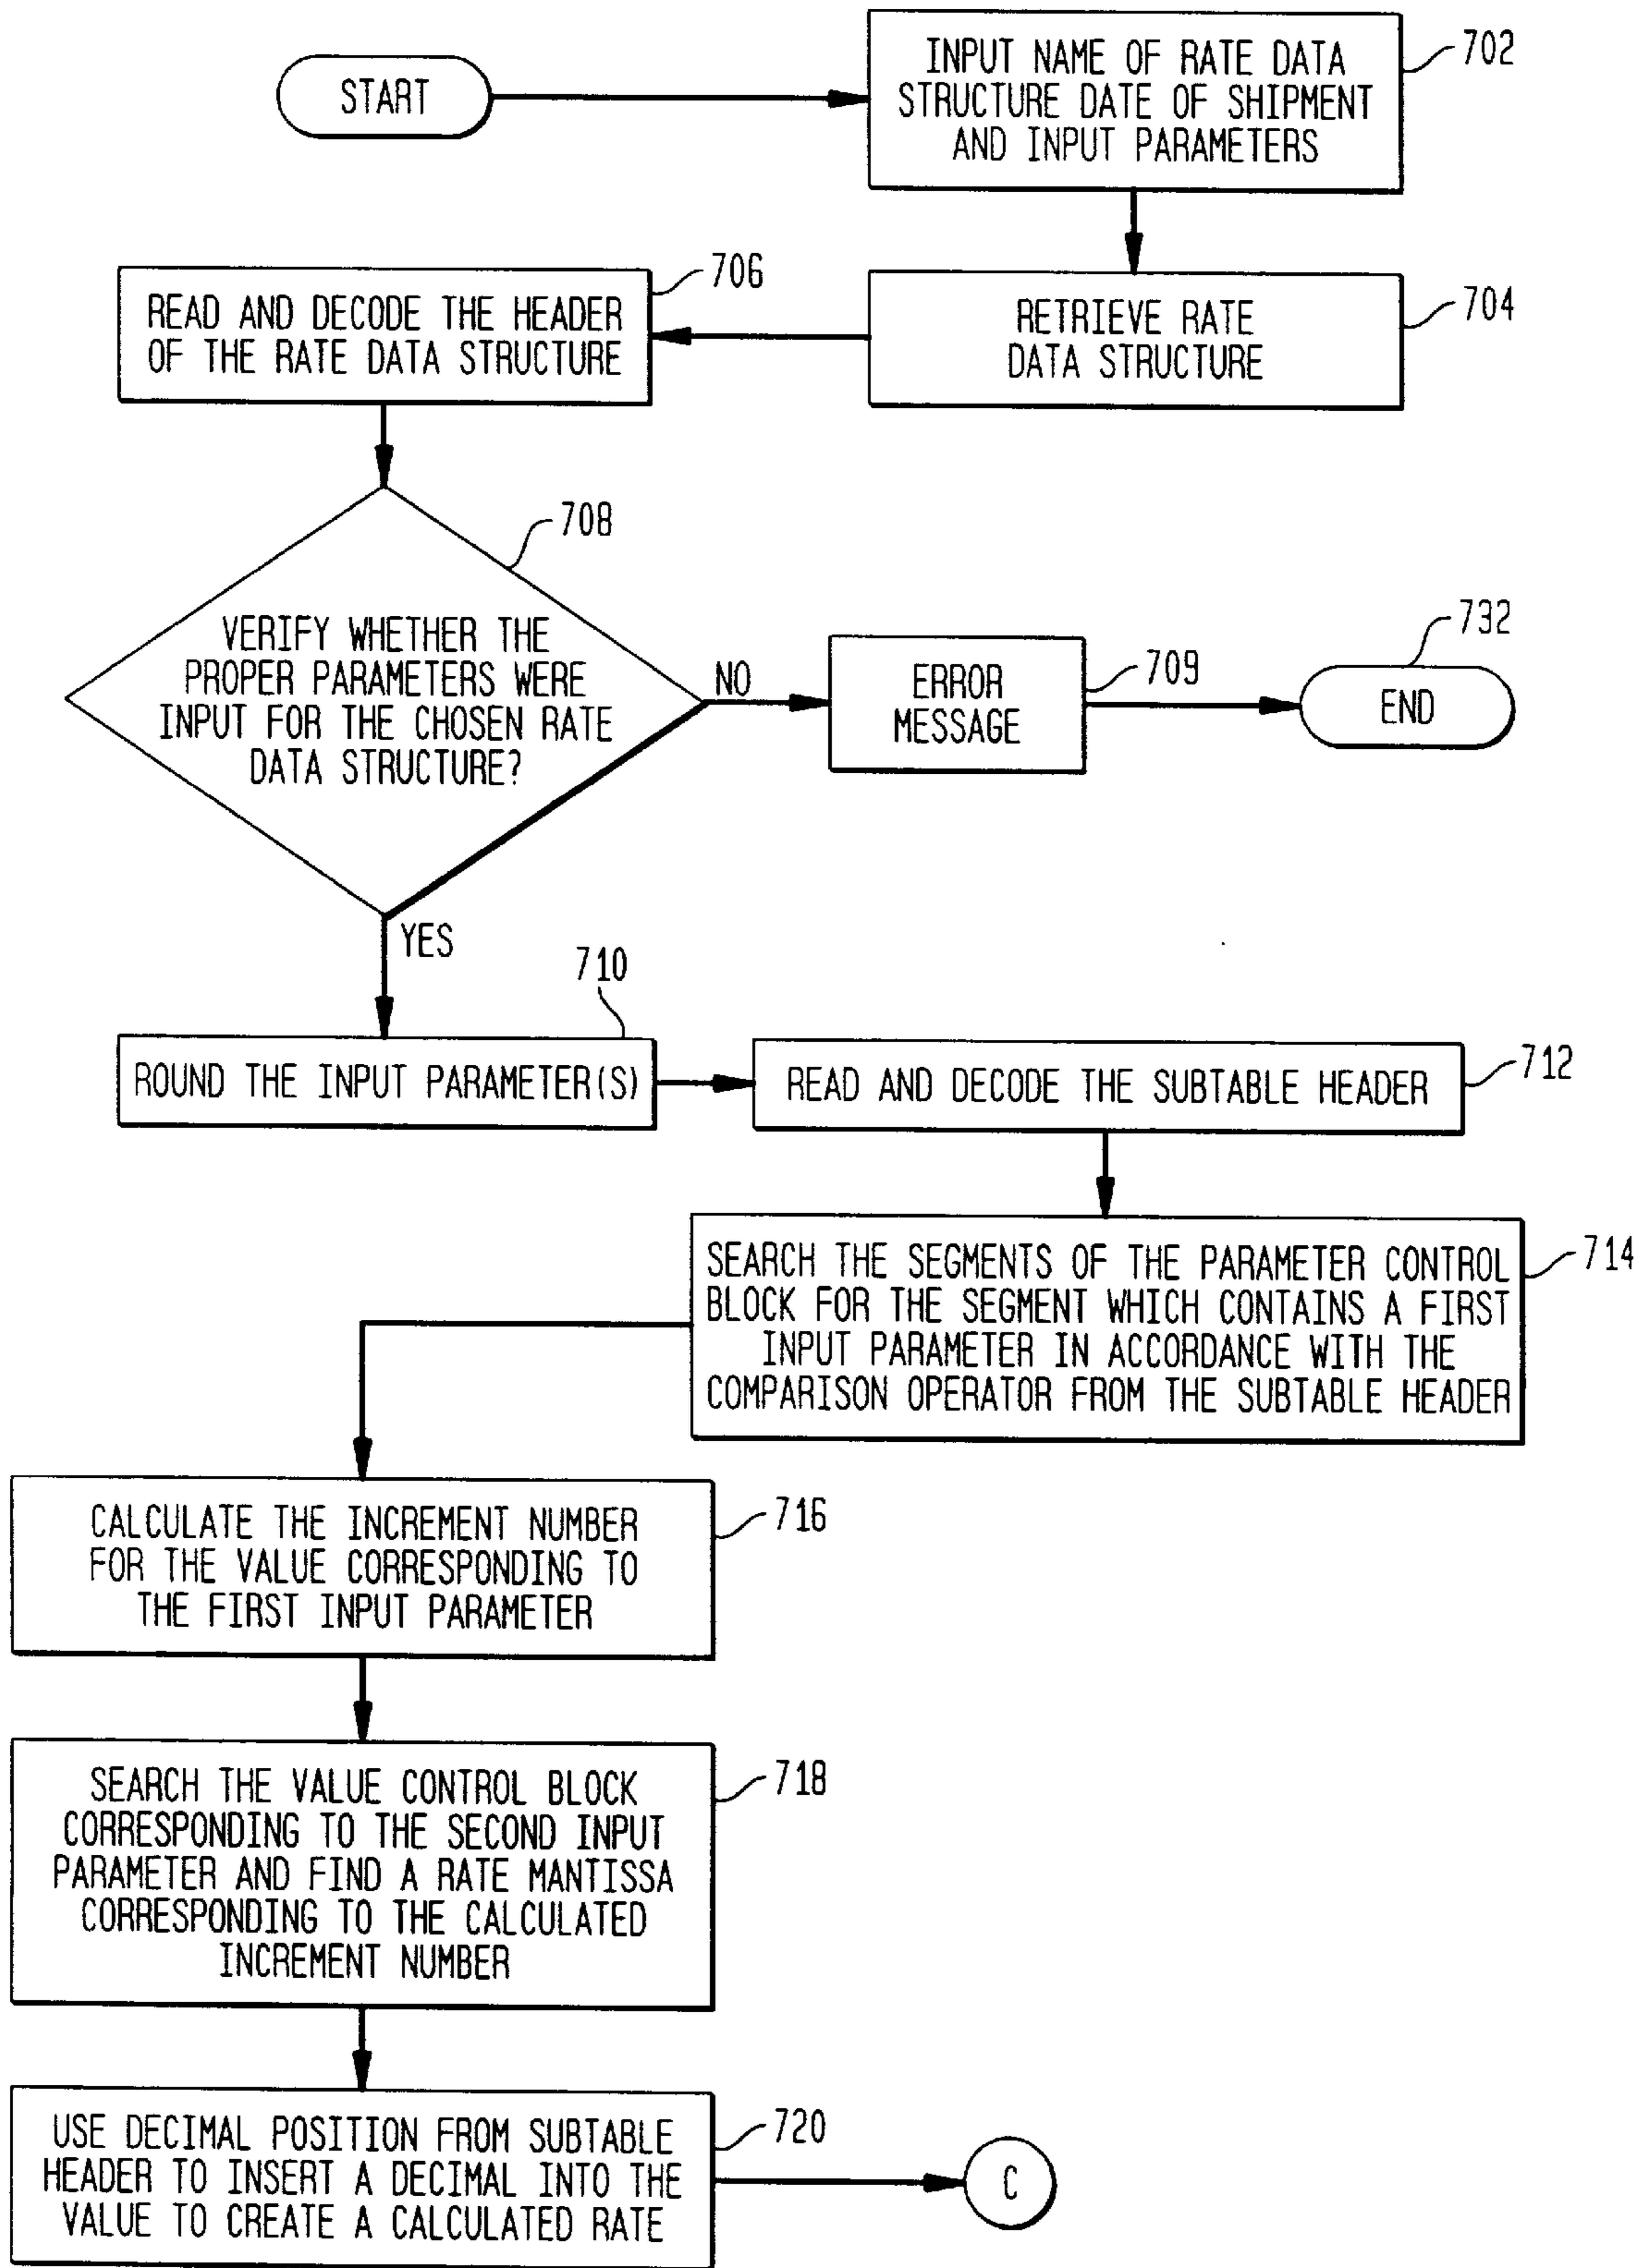 START
INPUT NAME OF RATE DATA
STRUCTURE DATE OF SHIPMENT
AND INPUT PARAMETERS
702
RETRIEVE RATE
DATA STRUCTURE
704
READ AND DECODE THE HEADER
OF THE RATE DATA STRUCTURE
706
VERIFY WHETHER THE
PROPER PARAMETERS WERE
INPUT FOR THE CHOSEN RATE
DATA STRUCTURE?
708
NO
ERROR
MESSAGE
709
END
732
YES
ROUND THE INPUT PARAMETER(S)
710
READ AND DECODE THE SUBTABLE HEADER
712
SEARCH THE SEGMENTS OF THE PARAMETER CONTROL
BLOCK FOR THE SEGMENT WHICH CONTAINS A FIRST
INPUT PARAMETER IN ACCORDANCE WITH THE
COMPARISON OPERATOR FROM THE SUBTABLE HEADER
714
CALCULATE THE INCREMENT NUMBER
FOR THE VALUE CORRESPONDING TO
THE FIRST INPUT PARAMETER
716
SEARCH THE VALUE CONTROL BLOCK
CORRESPONDING TO THE SECOND INPUT
PARAMETER AND FIND A RATE MANTISSA
CORRESPONDING TO THE CALCULATED
INCREMENT NUMBER
718
USE DECIMAL POSITION FROM SUBTABLE
HEADER TO INSERT A DECIMAL INTO THE
VALUE TO CREATE A CALCULATED RATE
720
C